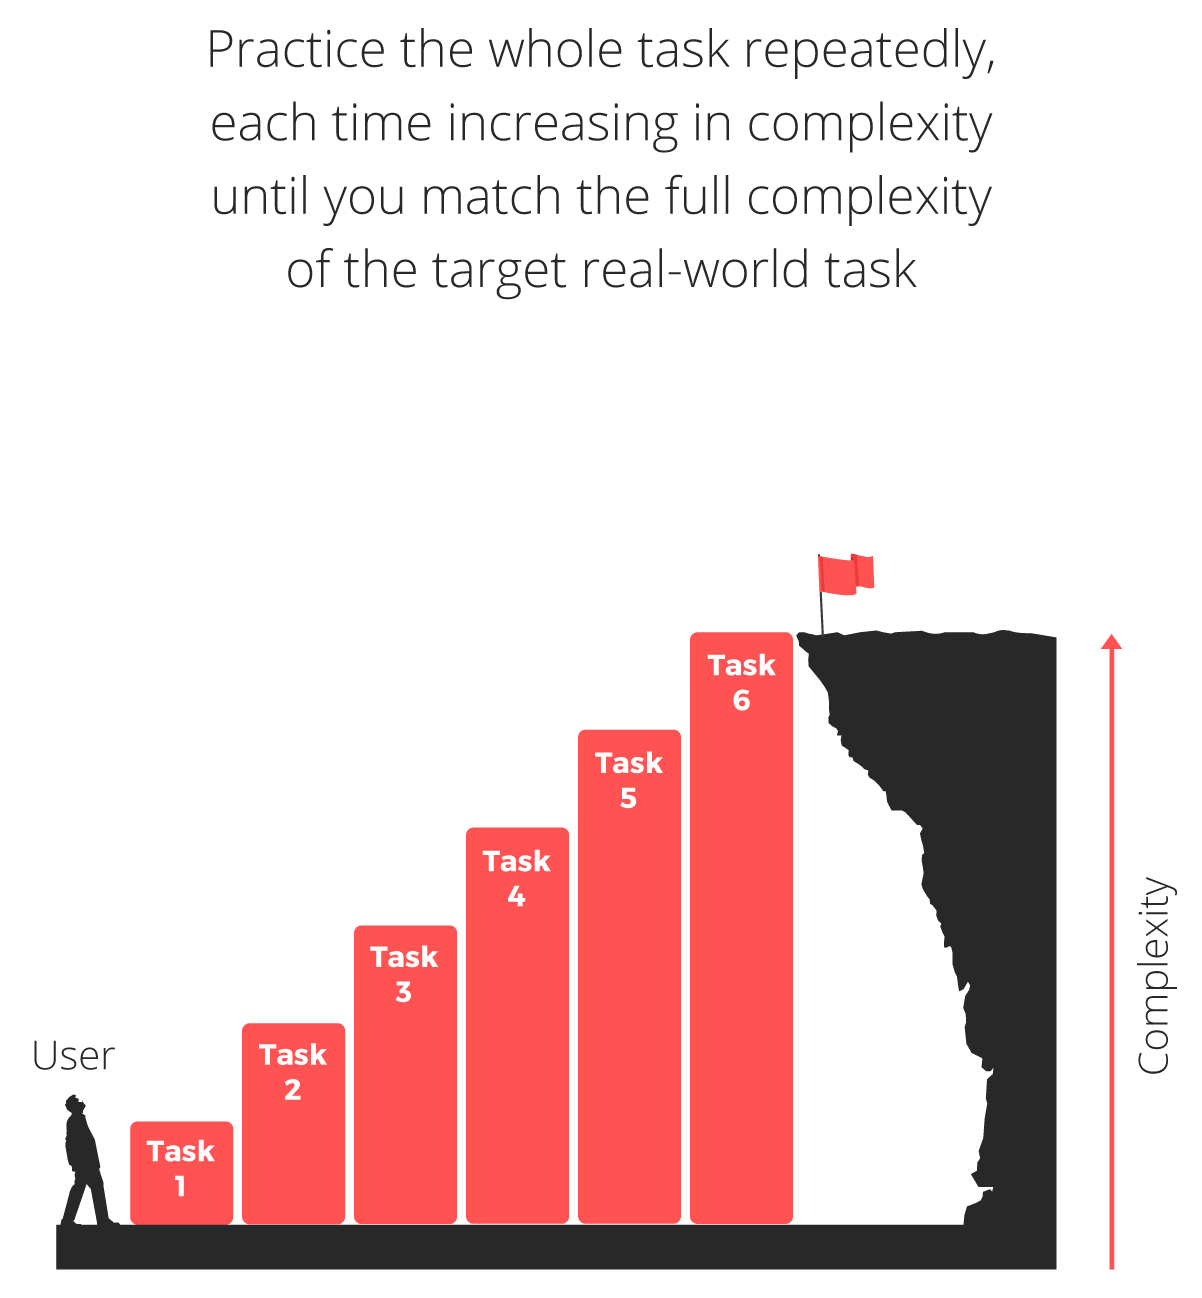 Practice the whole task repeatedly,
each time increasing in complexity
until you match the full complexity
of the target real-world task
Task
6
Task
5
Task
4
Task
3
Task
2
Task
1
User
Complexity